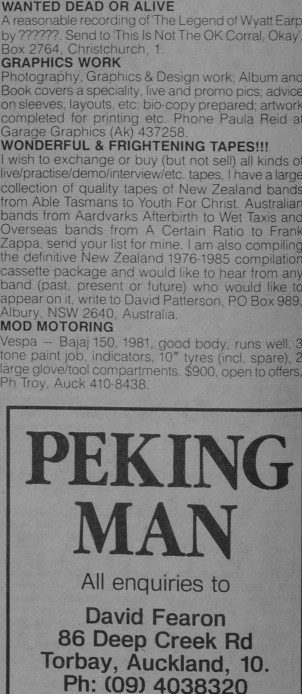 WANTED DEAD OR ALIVE
A reasonable recording of 'The Legend of Wyatt Earp
by ??????. Send to 'This Is Not The OK Corral, Okay'.
Box 2764, Christchurch, 1.
GRAPHICS WORK
Photography, Graphics & Design work; Album and
Book covers a speciality, live and promo pics; advice
on sleeves, layouts, etc; bio-copy prepared; artwork
completed for printing etc. Phone Paula Reid at
Garage Graphics (Ak) 437258.
WONDERFUL & FRIGHTENING TAPES!!!
I wish to exchange or buy (but not sell) all kinds of
live/practise/demo/interview/etc. tapes, I have a large
collection of quality tapes of New Zealand bands
from Able Tasmans to Youth For Christ. Australian
bands from Aardvarks Afterbirth to Wet Taxis and
Overseas bands from A Certain Ratio to Frank
Zappa, send your list for mine. I am also compiling
the definitive New Zealand 1976-1985 compilation
cassette package and would like to hear from any
band (past, present or future) who would like to
appear on it, write to David Patterson, PO Box 989,
Albury, NSW 2640, Australia.
MOD MOTORING
Vespa — Bajaj 150, 1981, good body, runs well. 3
tone paint job, indicators, 10" tyres (incl. spare), 2
large glove/tool compartments. $900, open to offers.
Ph Troy, Auck 410-8438.
PEKING
MAN
All enquiries to
David Fearon
86 Deep Creek Rd
Torbay, Auckland, 10.
Ph: (09) 4038320